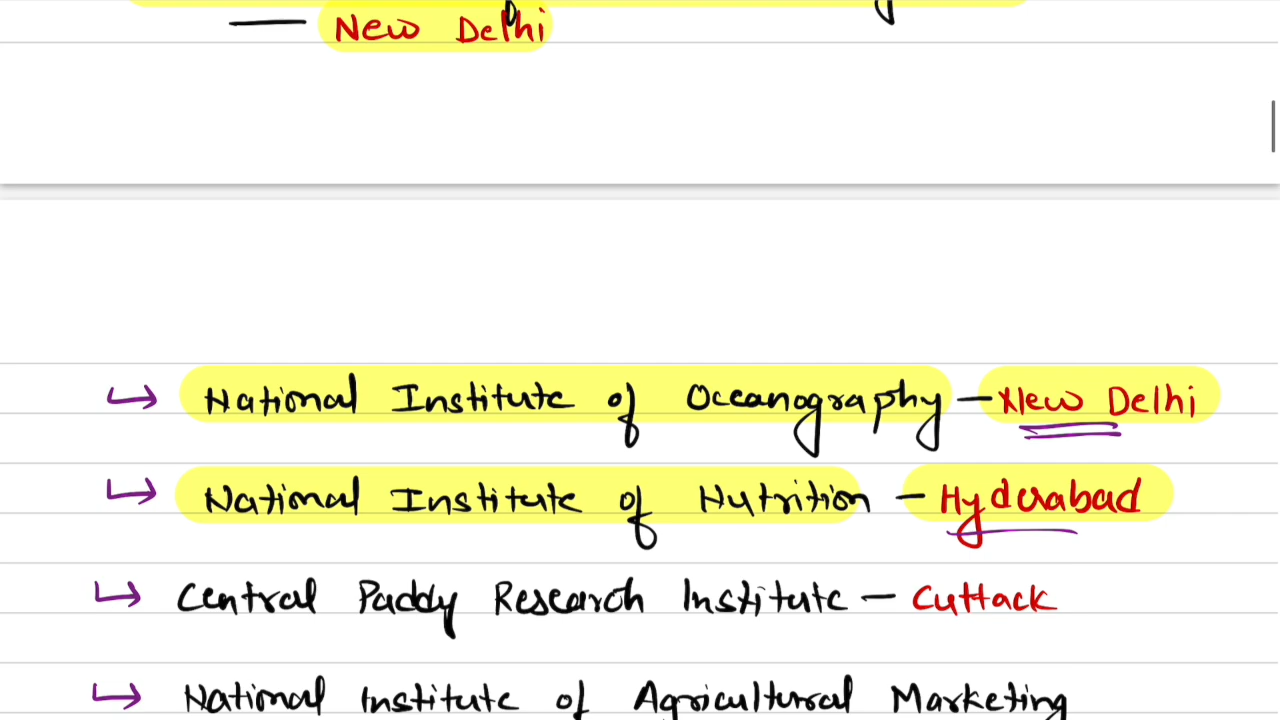 — New Delhi
↳ National Institute of Oceanography – New Delhi
↳ National Institute of Nutrition – Hyderabad
↳ Central Paddy Research Institute – Cuttack
↳ National Institute of Agricultural Marketing